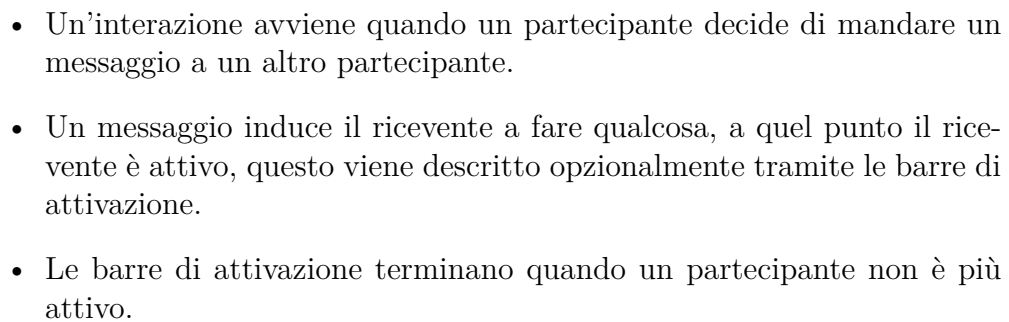 • Un'interazione avviene quando un partecipante decide di mandare un
messaggio a un altro partecipante.
• Un messaggio induce il ricevente a fare qualcosa, a quel punto il rice-
vente è attivo, questo viene descritto opzionalmente tramite le barre di
attivazione.
• Le barre di attivazione terminano quando un partecipante non è più
attivo.